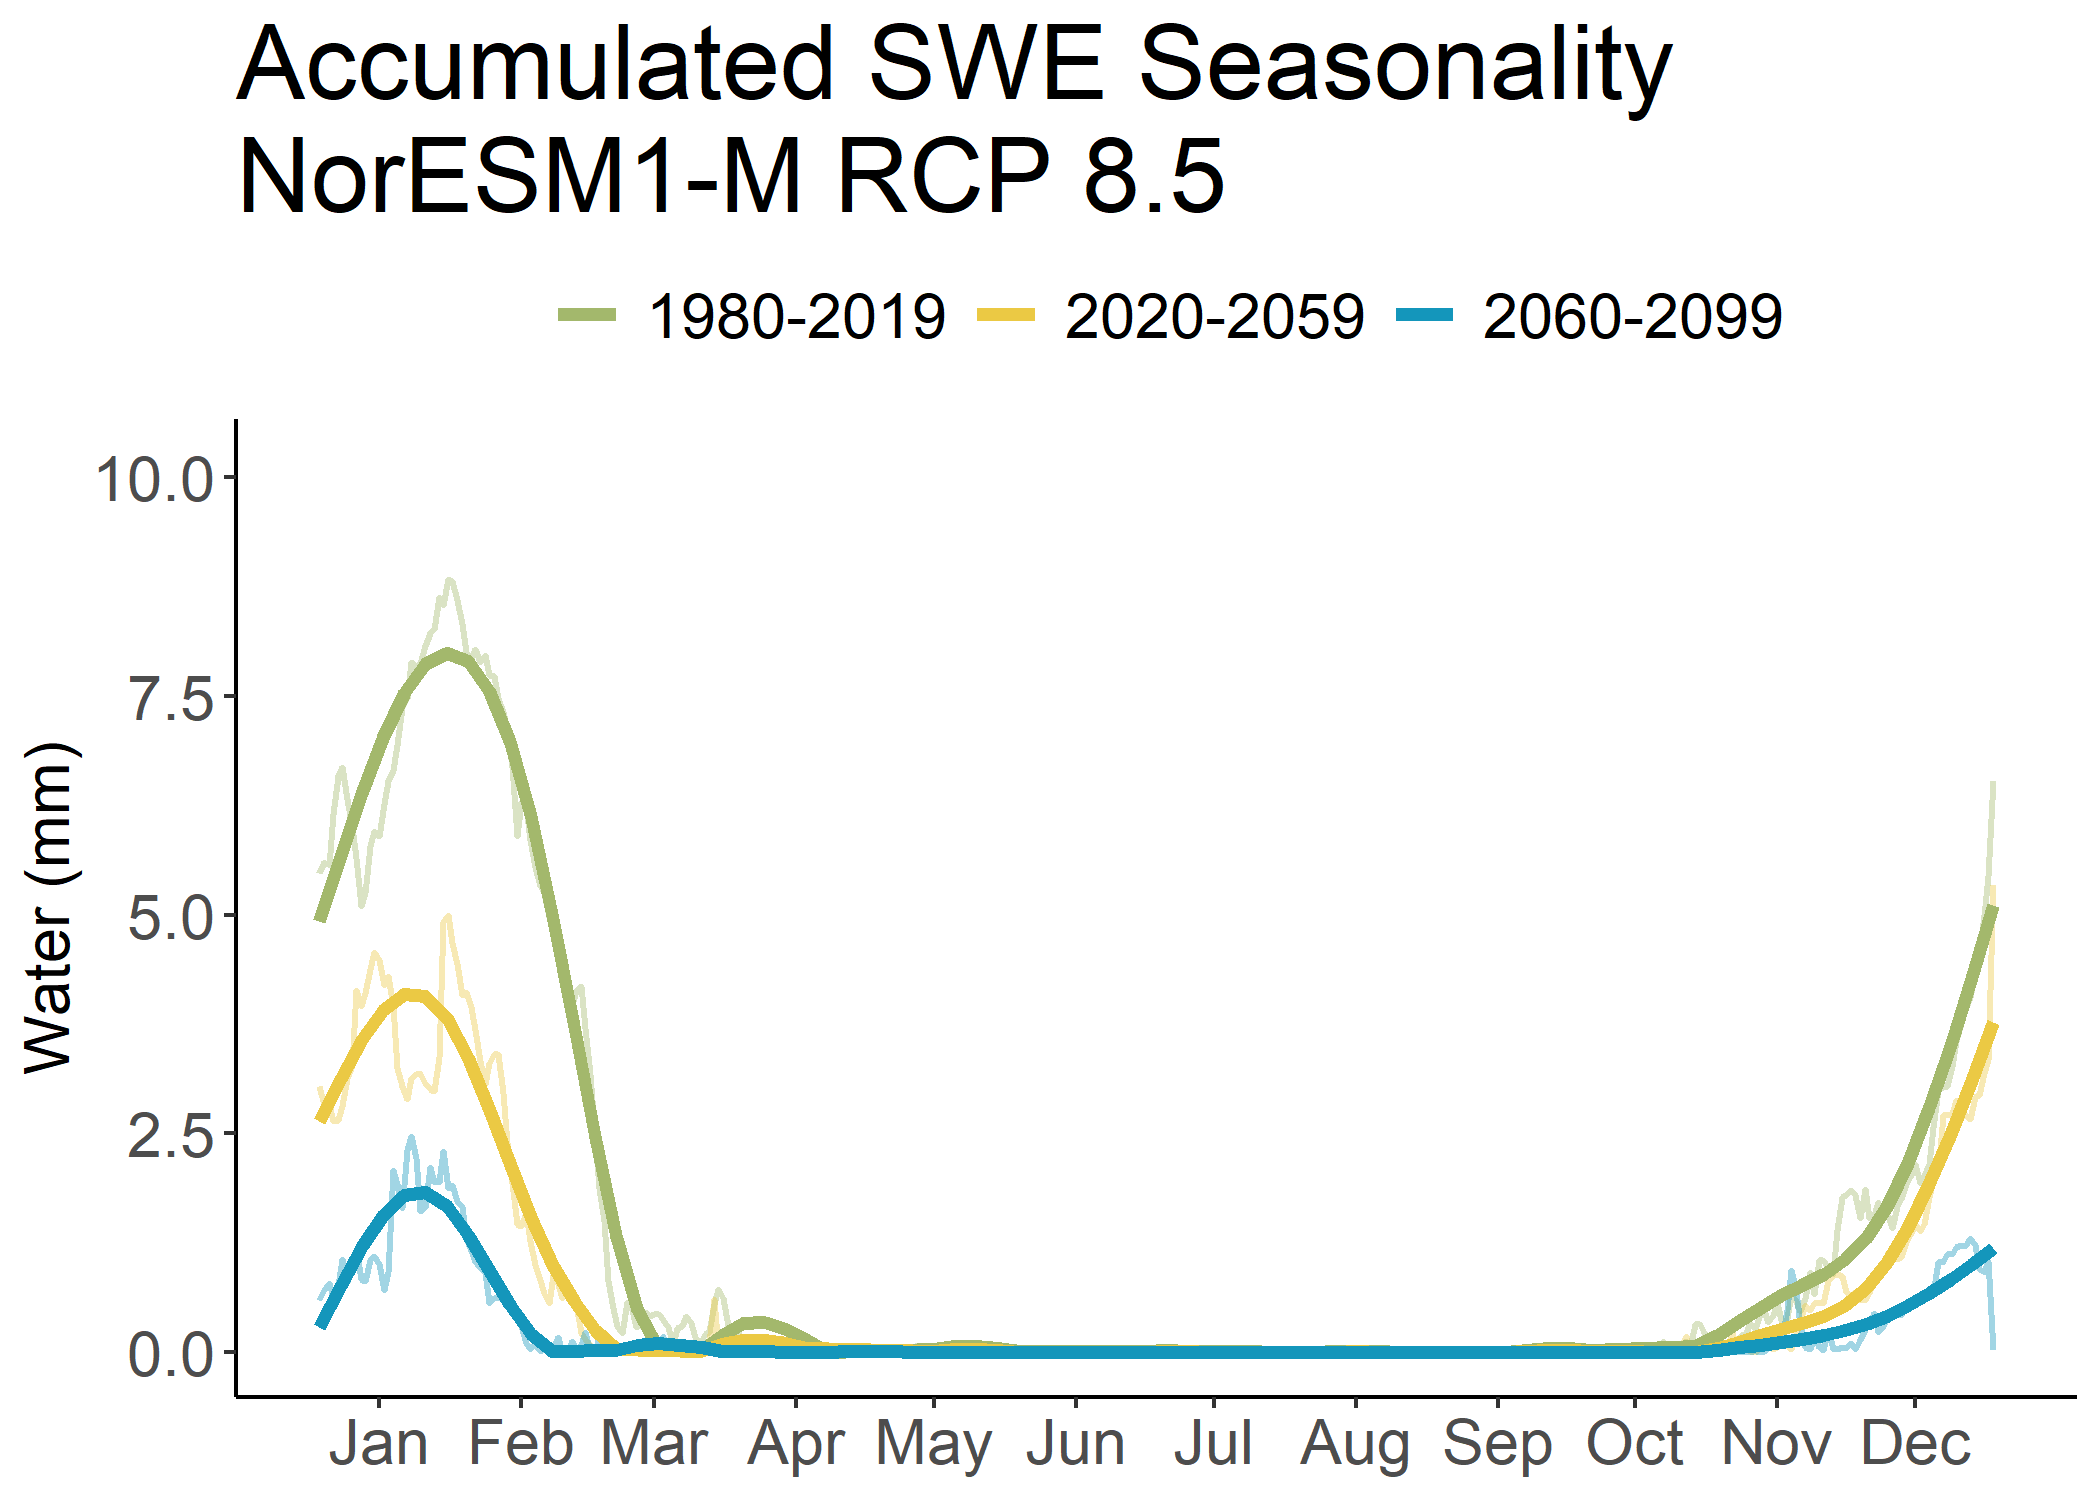 Accumulated SWE Seasonality
NorESM1-M RCP 8.5
1980-2019 2020-2059 2060-2099
Water (mm)
10.0
7.5
5.0
2.5
0.0
Jan Feb Mar Apr May Jun Jul Aug Sep Oct Nov Dec